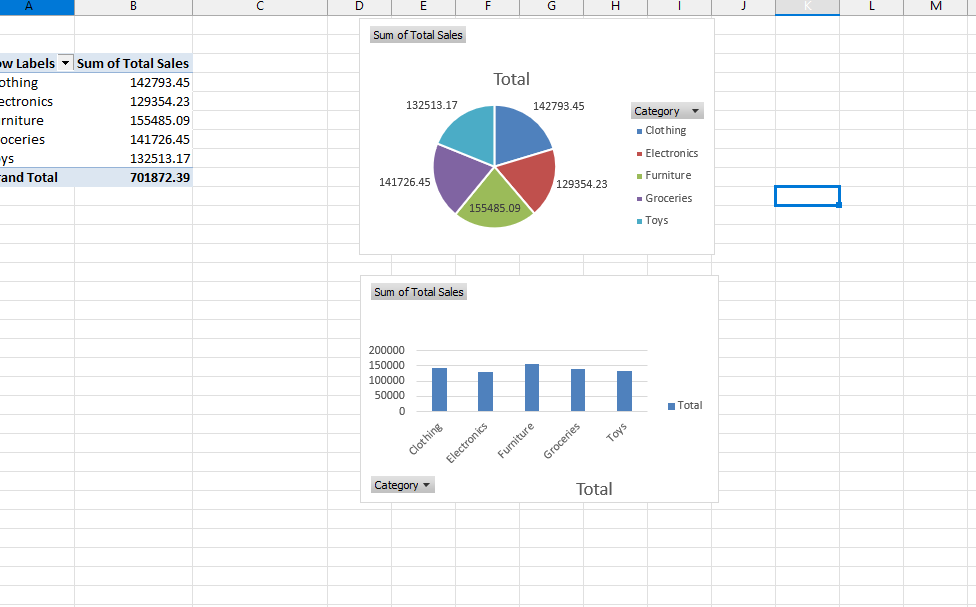 A B C D E F G H I J K L M
ow Labels Sum of Total Sales
othing 142793.45
ectronics 129354.23
rniture 155485.09
oceries 141726.45
ys 132513.17
rand Total 701872.39
Sum of Total Sales
Total
132513.17 142793.45
141726.45 129354.23
155485.09
Category
Clothing
Electronics
Furniture
Groceries
Toys
Sum of Total Sales
200000
150000
100000
50000
0
Clothing Electronics Furniture Groceries Toys
Total
Category
Total